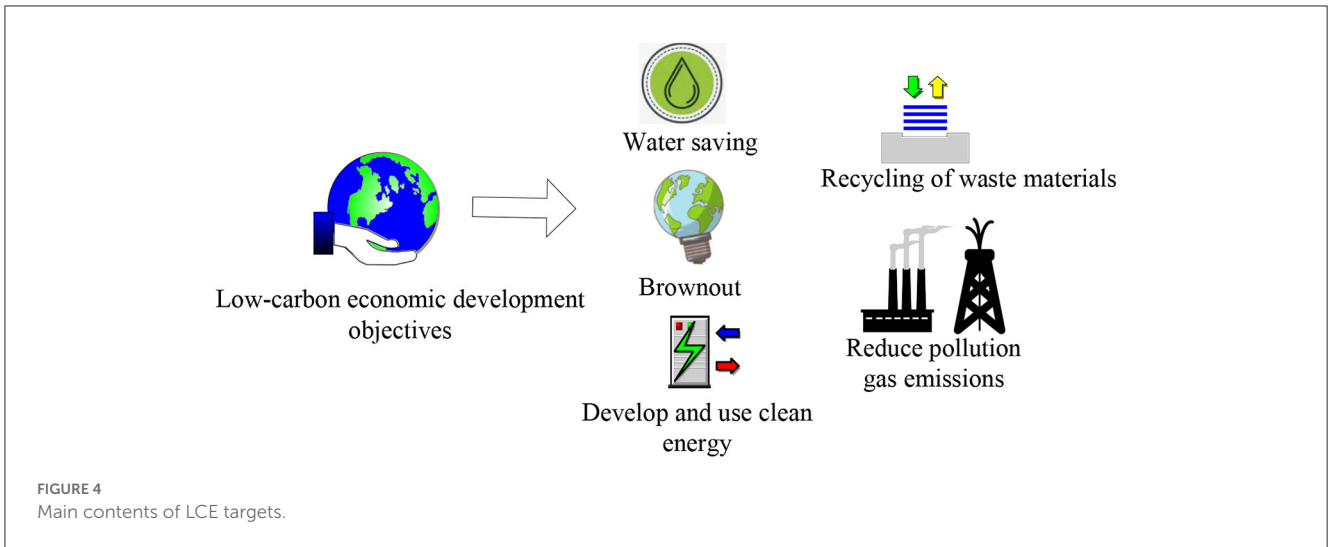 Water saving
Recycling of waste materials
Low-carbon economic development
objectives
Brownout
Reduce pollution
gas emissions
Develop and use clean
energy
FIGURE 4
Main contents of LCE targets.